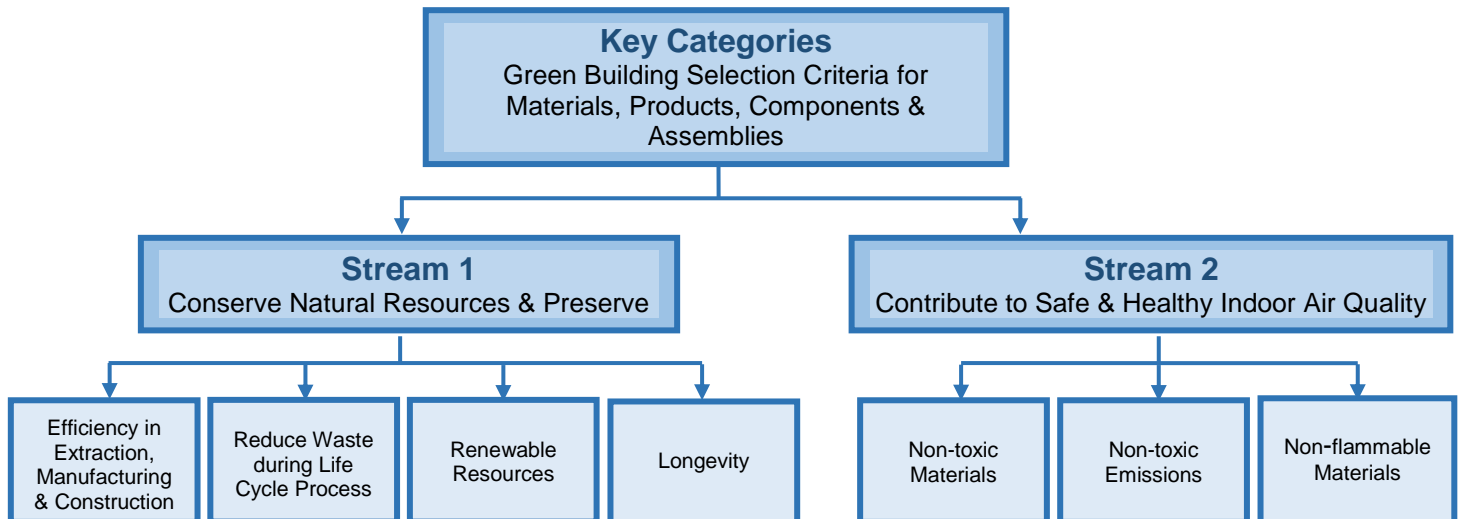 Key Categories
Green Building Selection Criteria for
Materials, Products, Components &
Assemblies
Stream 1
Conserve Natural Resources & Preserve
Stream 2
Contribute to Safe & Healthy Indoor Air Quality
Efficiency in
Extraction,
Manufacturing
& Construction
Reduce Waste
during Life
Cycle Process
Renewable
Resources
Longevity
Non-toxic
Materials
Non-toxic
Emissions
Non-flammable
Materials